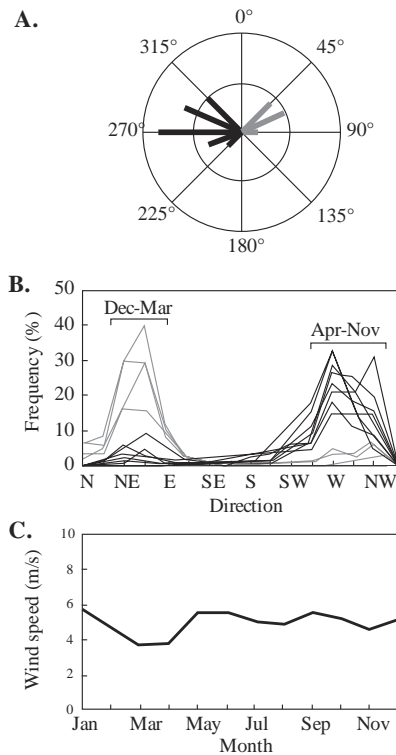 A.
0°
315° 45°
270° 90°
225° 135°
180°
B.
50
Dec-Mar
40
Apr-Nov
30
20
10
0
Frequency (%)
N NE E SE S SW W NW
Direction
C.
10
8
6
4
2
0
Wind speed (m/s)
Jan Mar May Jul Sep Nov
Month